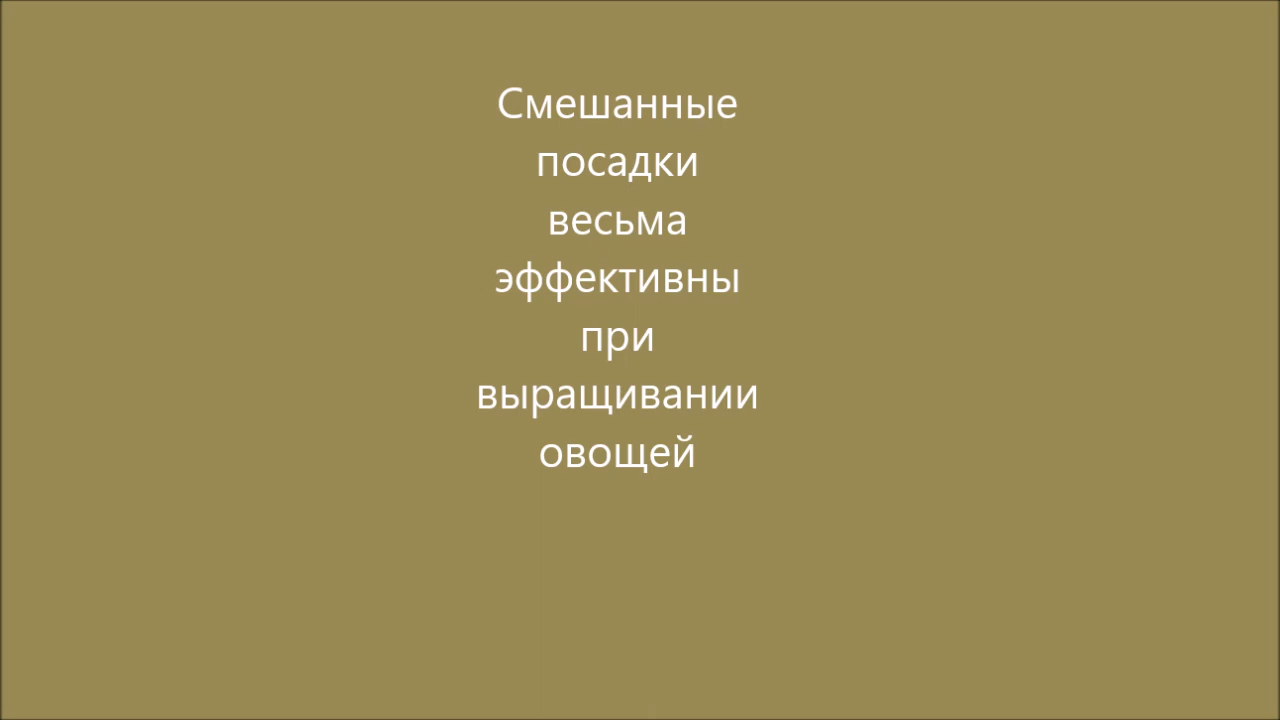 Смешанные
посадки
весьма
эффективны
при
выращивании
овощей